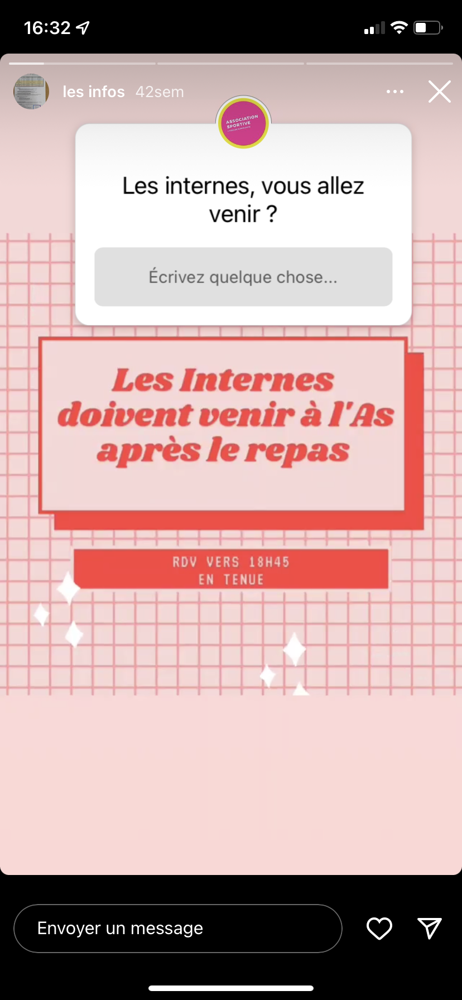 16:32
les infos 42sem
ASSOCIATION
SPORTIVE
Les internes, vous allez
venir ?
Écrivez quelque chose...
Les Internes
doivent venir à l'As
après le repas
RDV VERS 18H45
EN TENUE
Envoyer un message